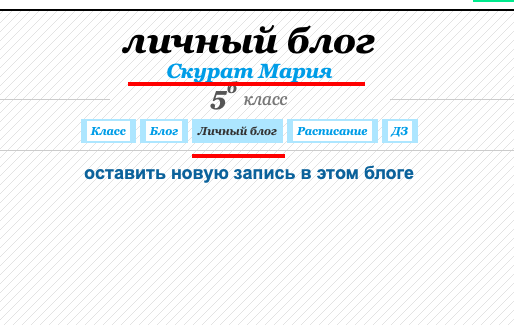 личный блог
Скурат Мария
5б класс
Класс Блог Личный блог Расписание ДЗ
оставить новую запись в этом блоге